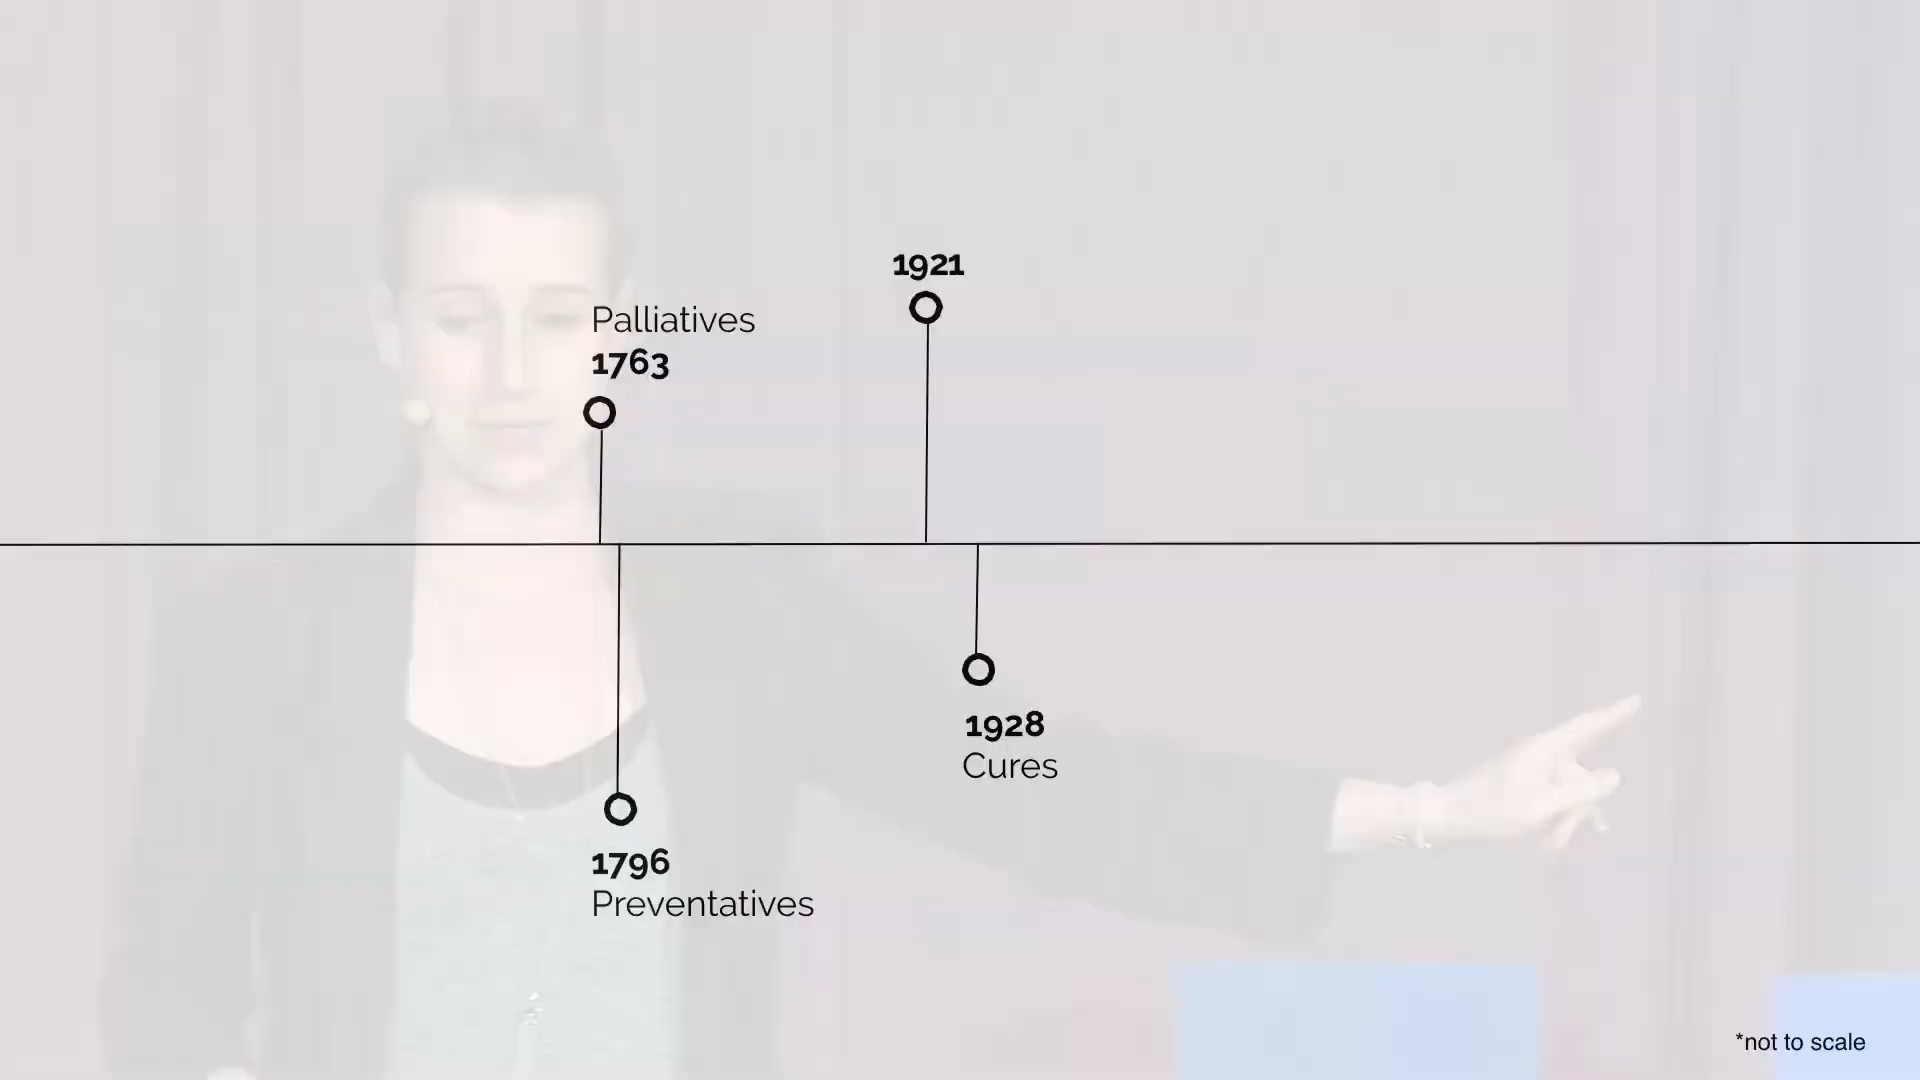 Palliatives
1763
1921
1796
Preventatives
1928
Cures
*not to scale